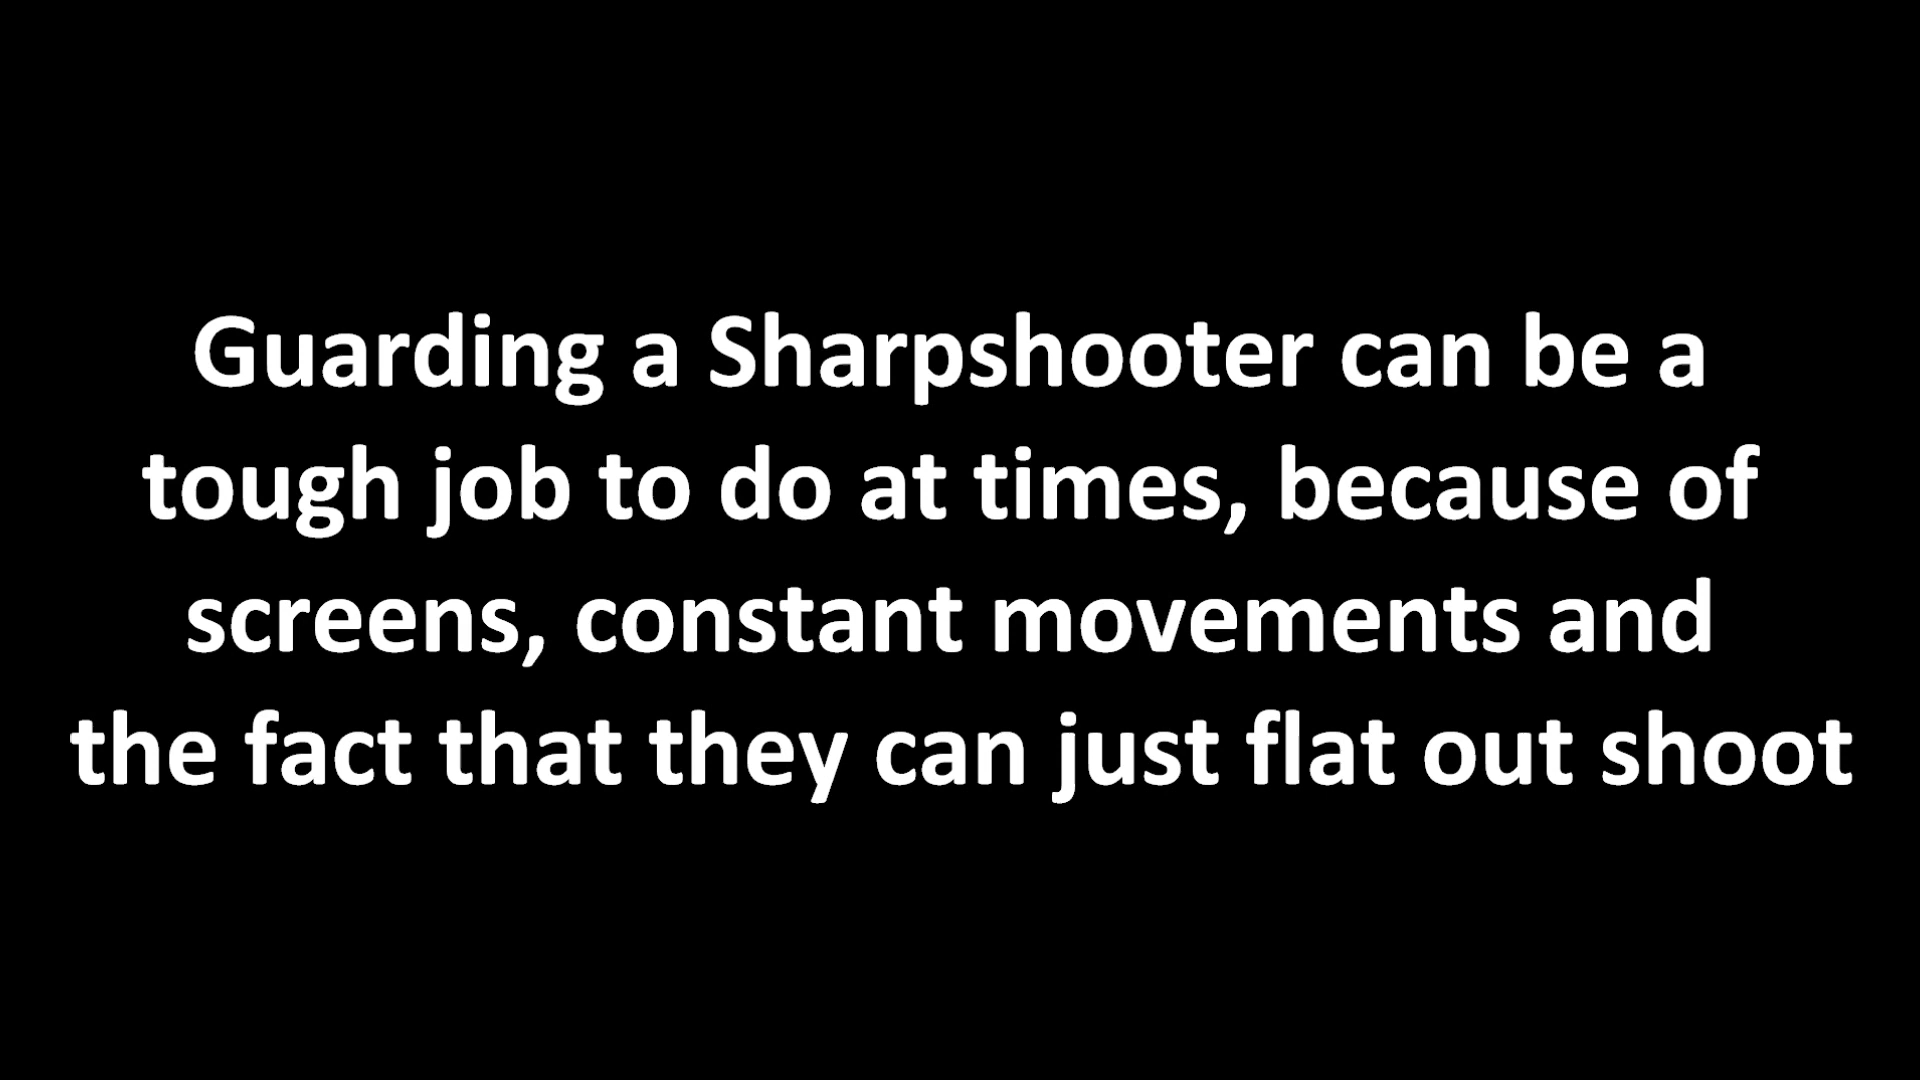 Guarding a Sharpshooter can be a
tough job to do at times, because of
screens, constant movements and
the fact that they can just flat out shoot